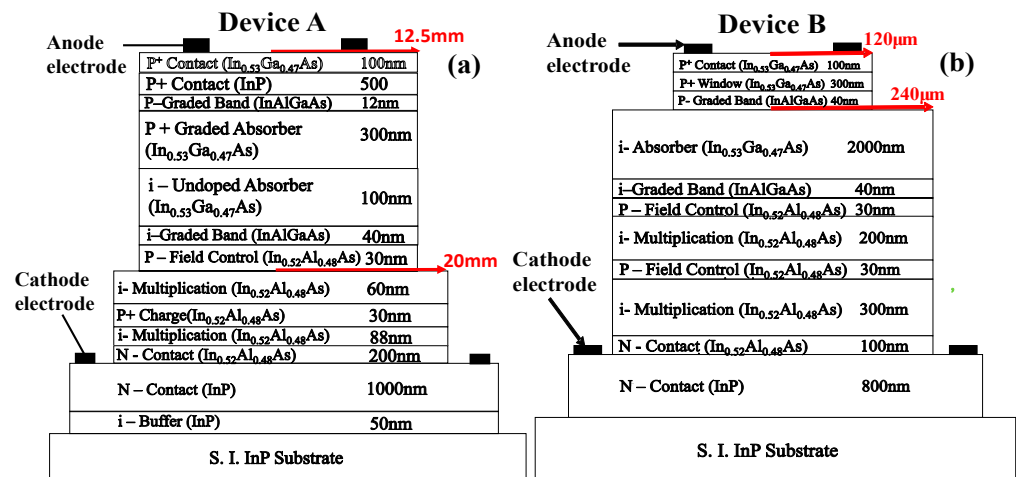 Device A
Anode
electrode
12.5mm
(a)
P⁺ Contact (In₀.₅₃Ga₀.₄₇As) 100nm
P+ Contact (InP) 500
P–Graded Band (InAlGaAs) 12nm
P + Graded Absorber
(In₀.₅₃Ga₀.₄₇As) 300nm
i – Undoped Absorber
(In₀.₅₃Ga₀.₄₇As) 100nm
i–Graded Band (InAlGaAs) 40nm
P – Field Control (In₀.₅₂Al₀.₄₈As) 30nm
20mm
Cathode
electrode
i- Multiplication (In₀.₅₂Al₀.₄₈As) 60nm
P+ Charge(In₀.₅₂Al₀.₄₈As) 30nm
i- Multiplication (In₀.₅₂Al₀.₄₈As) 88nm
N - Contact (In₀.₅₂Al₀.₄₈As) 200nm
N – Contact (InP) 1000nm
i – Buffer (InP) 50nm
S. I. InP Substrate
Device B
Anode
electrode
120μm
(b)
P⁺ Contact (In₀.₅₃Ga₀.₄₇As) 100nm
P+ Window (In₀.₅₃Ga₀.₄₇As) 300nm
P- Graded Band (InAlGaAs) 40nm
240μm
i- Absorber (In₀.₅₃Ga₀.₄₇As) 2000nm
i–Graded Band (InAlGaAs) 40nm
P – Field Control (In₀.₅₂Al₀.₄₈As) 30nm
i- Multiplication (In₀.₅₂Al₀.₄₈As) 200nm
P – Field Control (In₀.₅₂Al₀.₄₈As) 30nm
i- Multiplication (In₀.₅₂Al₀.₄₈As) 300nm
Cathode
electrode
N - Contact (In₀.₅₂Al₀.₄₈As) 100nm
N – Contact (InP) 800nm
S. I. InP Substrate